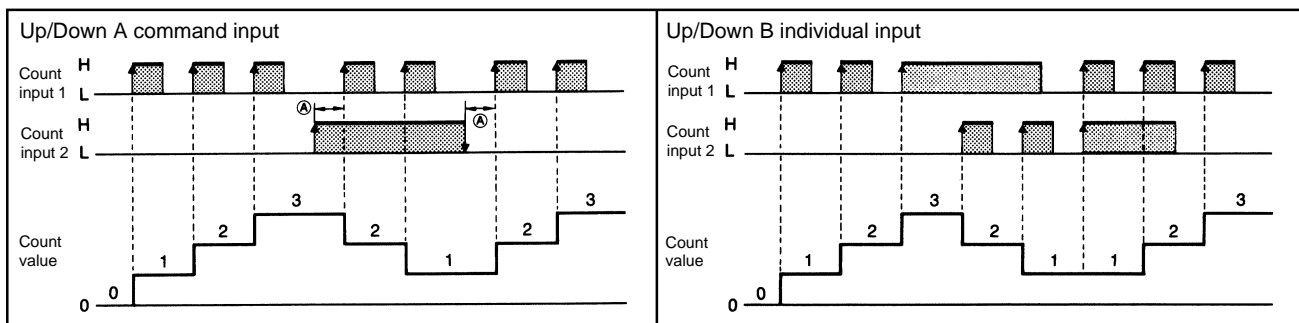 Up/Down A command input
Count input 1
H
L
Ⓐ
Ⓐ
Count input 2
H
L
Count value
0
0
1
2
3
2
1
2
3
Up/Down B individual input
Count input 1
H
L
Count input 2
H
L
Count value
0
0
1
2
3
2
1
1
2
3